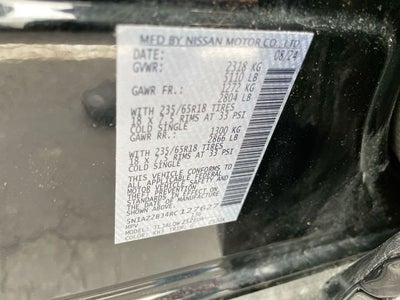 MFD BY NISSAN MOTOR CO., LTD
DATE: 08/24
GVWR: 2318 KG
5110 LB
GAWR FR.: 1272 KG
2804 LB
WITH 235/65R18 TIRES
18 X 7.5 RIMS AT 33 PSI
COLD SINGLE
GAWR RR.: 1300 KG
2866 LB
WITH 235/65R18 TIRES
18 X 7.5 RIMS AT 33 PSI
COLD SINGLE
THIS VEHICLE CONFORMS TO
ALL APPLICABLE FEDERAL
MOTOR VEHICLE SAFETY, BUMPER
AND THEFT PREVENTION
STANDARDS IN EFFECT ON
THE DATE OF MANUFACTURE
SHOWN ABOVE.
MPV
MODEL:
COLOR: KH3 TRIM: G